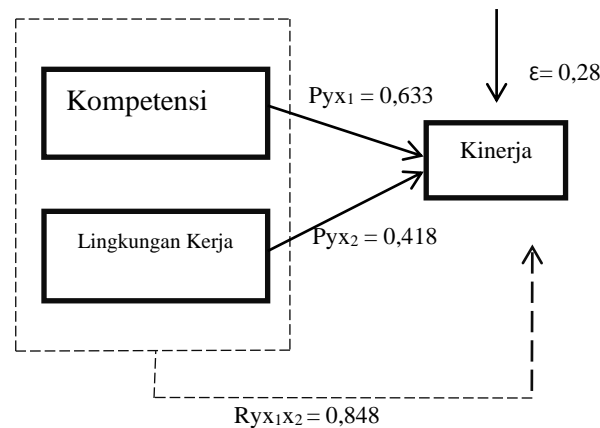 ε= 0,28
Kompetensi
Pyx₁ = 0,633
Kinerja
Lingkungan Kerja
Pyx₂ = 0,418
Ryx₁x₂ = 0,848